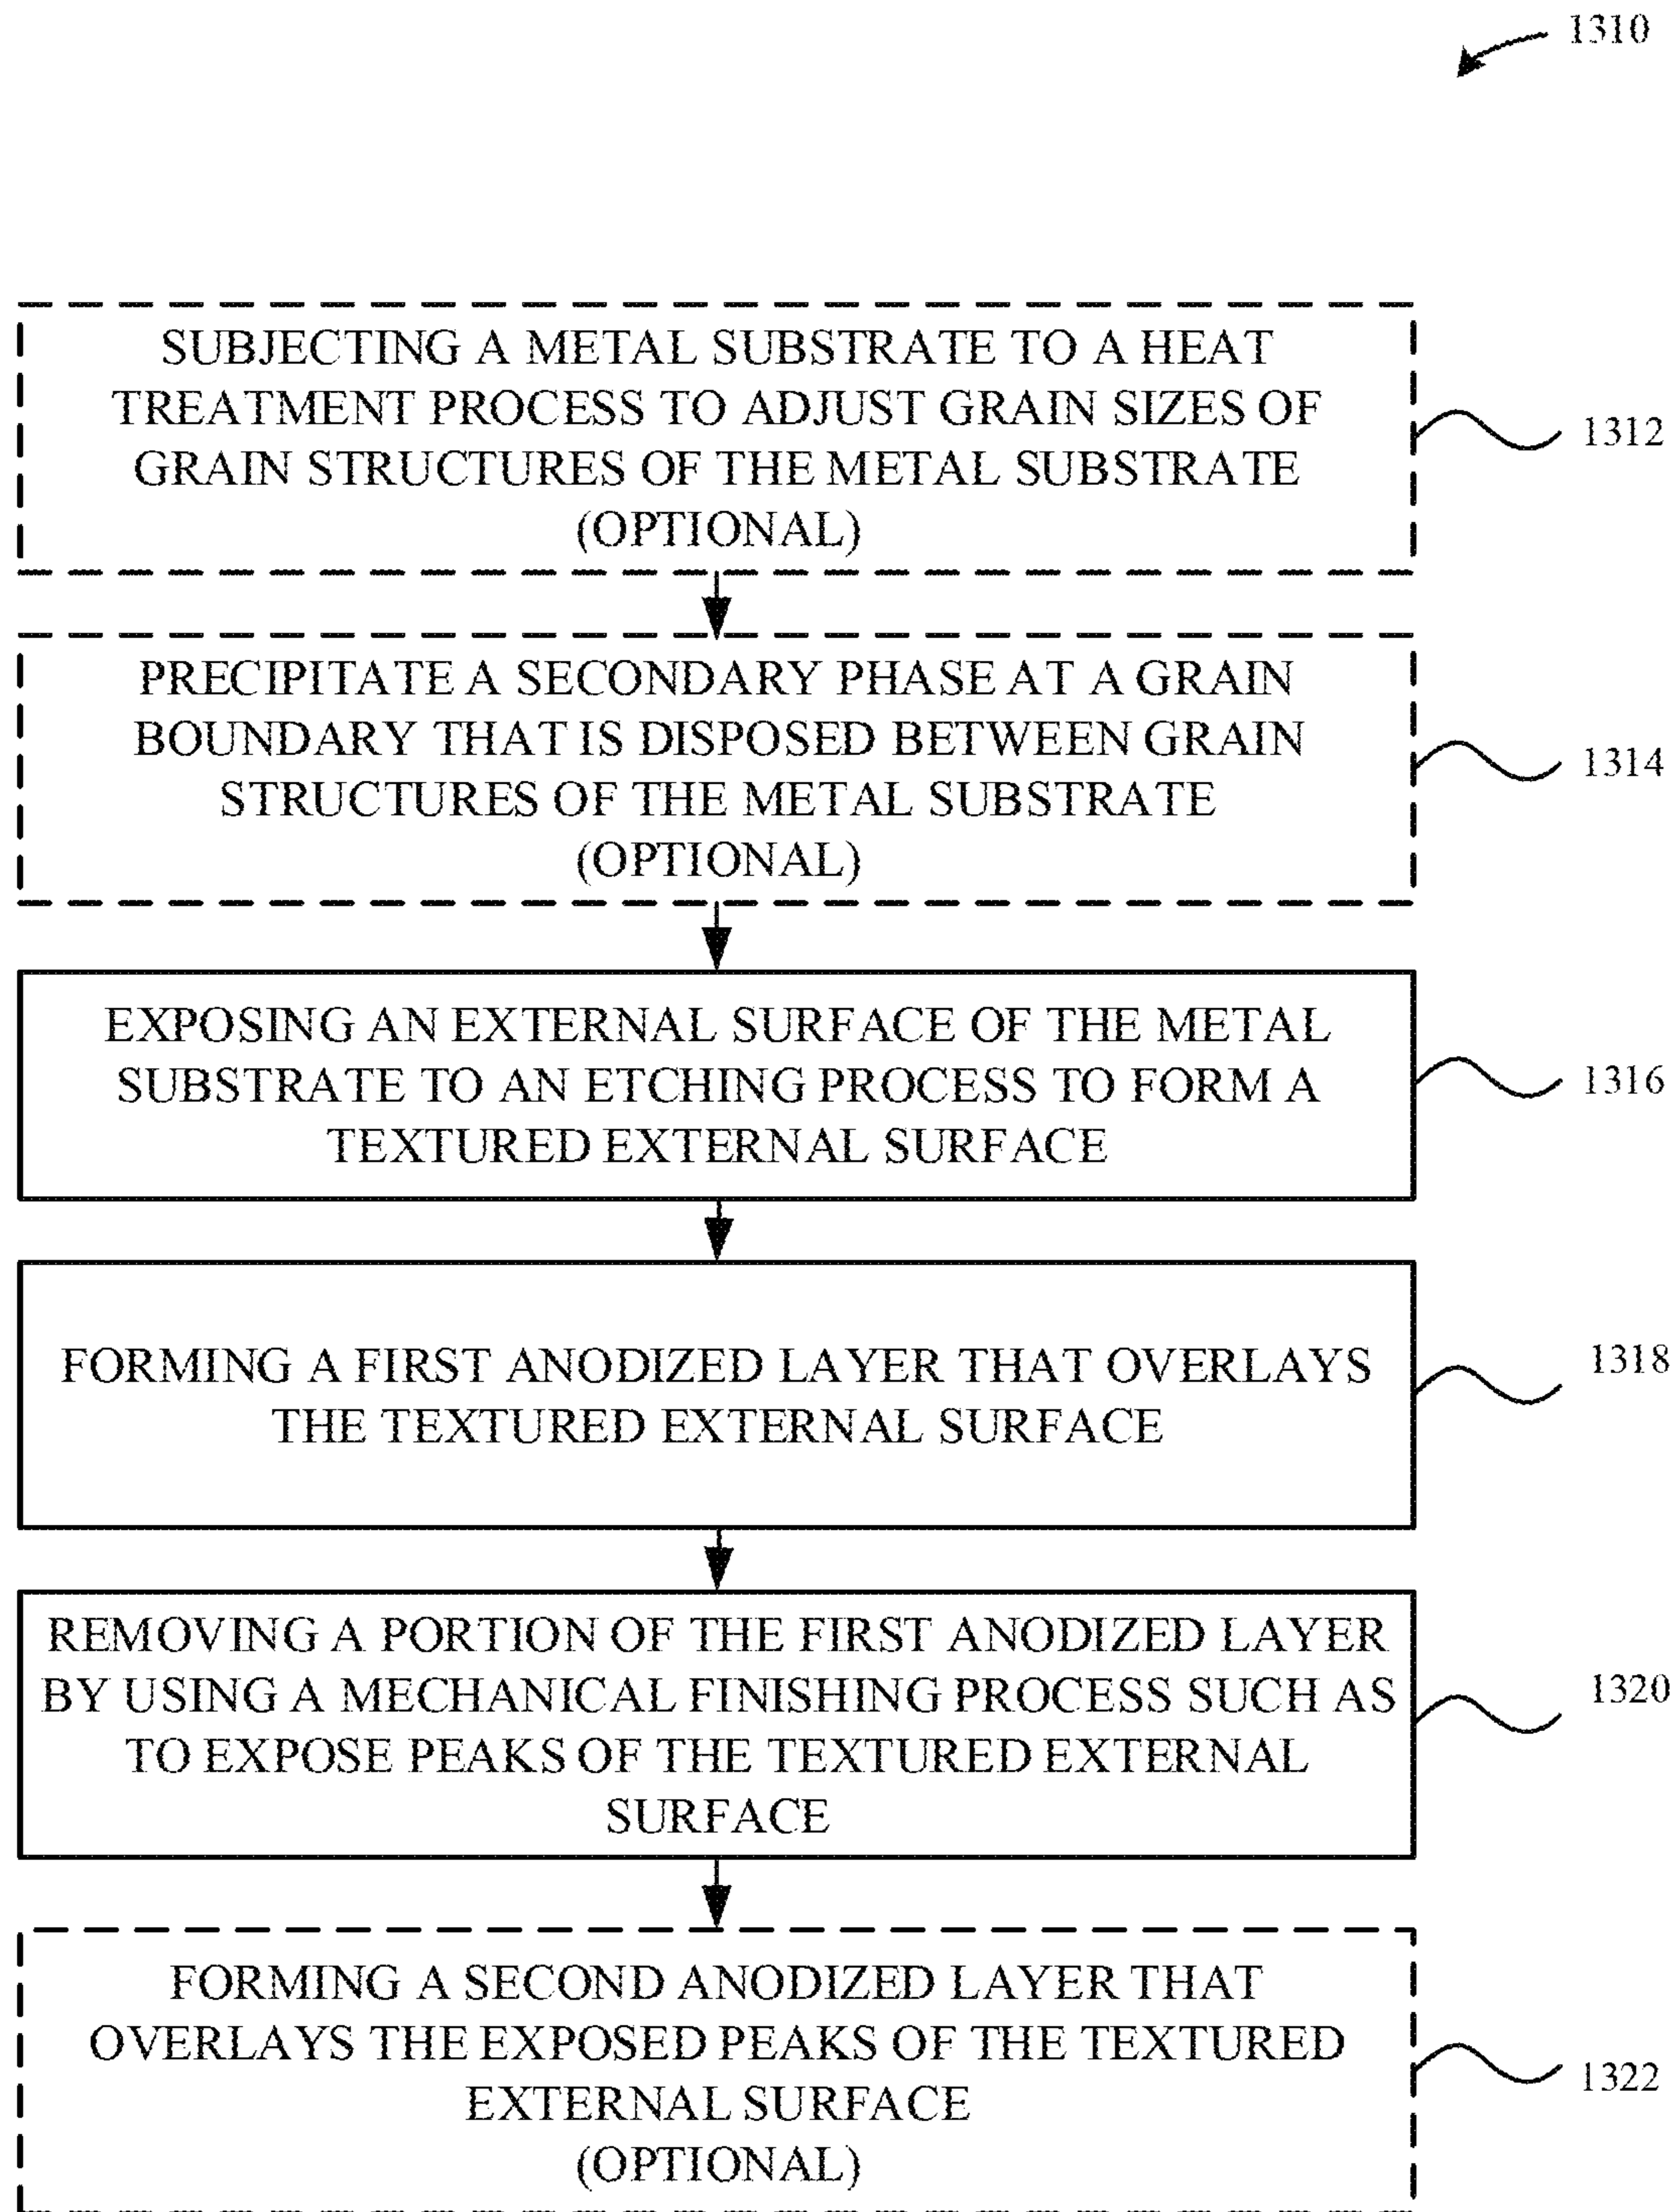 1310
SUBJECTING A METAL SUBSTRATE TO A HEAT
TREATMENT PROCESS TO ADJUST GRAIN SIZES OF
GRAIN STRUCTURES OF THE METAL SUBSTRATE
(OPTIONAL)
1312
PRECIPITATE A SECONDARY PHASE AT A GRAIN
BOUNDARY THAT IS DISPOSED BETWEEN GRAIN
STRUCTURES OF THE METAL SUBSTRATE
(OPTIONAL)
1314
EXPOSING AN EXTERNAL SURFACE OF THE METAL
SUBSTRATE TO AN ETCHING PROCESS TO FORM A
TEXTURED EXTERNAL SURFACE
1316
FORMING A FIRST ANODIZED LAYER THAT OVERLAYS
THE TEXTURED EXTERNAL SURFACE
1318
REMOVING A PORTION OF THE FIRST ANODIZED LAYER
BY USING A MECHANICAL FINISHING PROCESS SUCH AS
TO EXPOSE PEAKS OF THE TEXTURED EXTERNAL
SURFACE
1320
FORMING A SECOND ANODIZED LAYER THAT
OVERLAYS THE EXPOSED PEAKS OF THE TEXTURED
EXTERNAL SURFACE
(OPTIONAL)
1322